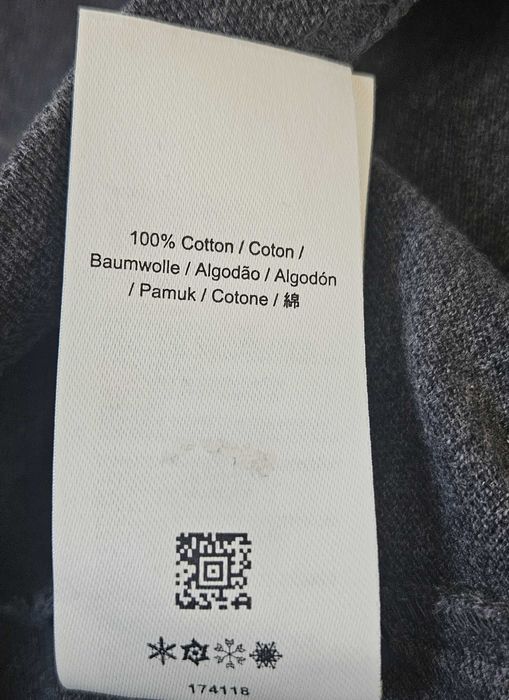 100% Cotton / Coton /
Baumwolle / Algodão / Algodón
/ Pamuk / Cotone / 綿
174118